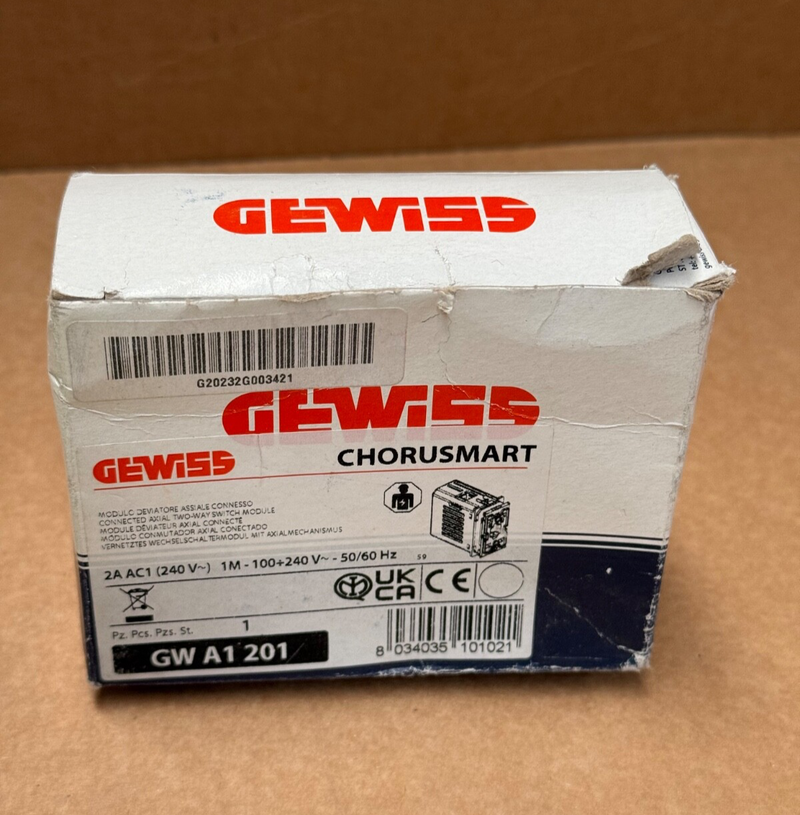 GEWISS
G20232G003421
GEWISS
GEWISS
CHORUSMART
MODULO DEVIATORE ASSIALE CONNESSO
CONNECTED AXIAL TWO-WAY SWITCH MODULE
MODULE DÉVIATEUR AXIAL CONNECTÉ
MÓDULO CONMUTADOR AXIAL CONECTADO
VERNETZTES WECHSELSCHALTERMODUL MIT AXIALMECHANISMUS
2A AC1 (240 V~) 1M - 100÷240 V~ - 50/60 Hz
59
UK
CA
CE
Pz. Pcs. Pzs. St. 1
GW A1 201
8 034035 101021